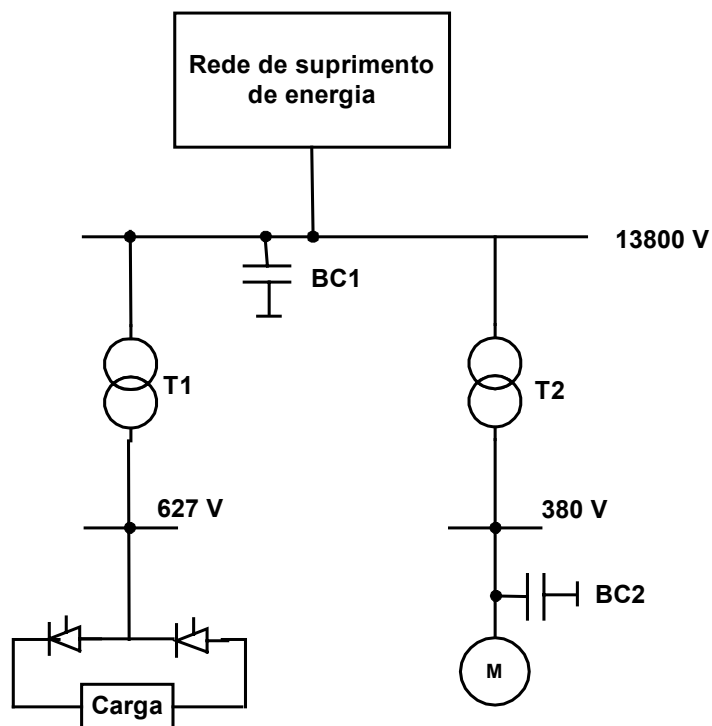 Rede de suprimento
de energia
13800 V
BC1
T1
T2
627 V
380 V
BC2
M
Carga